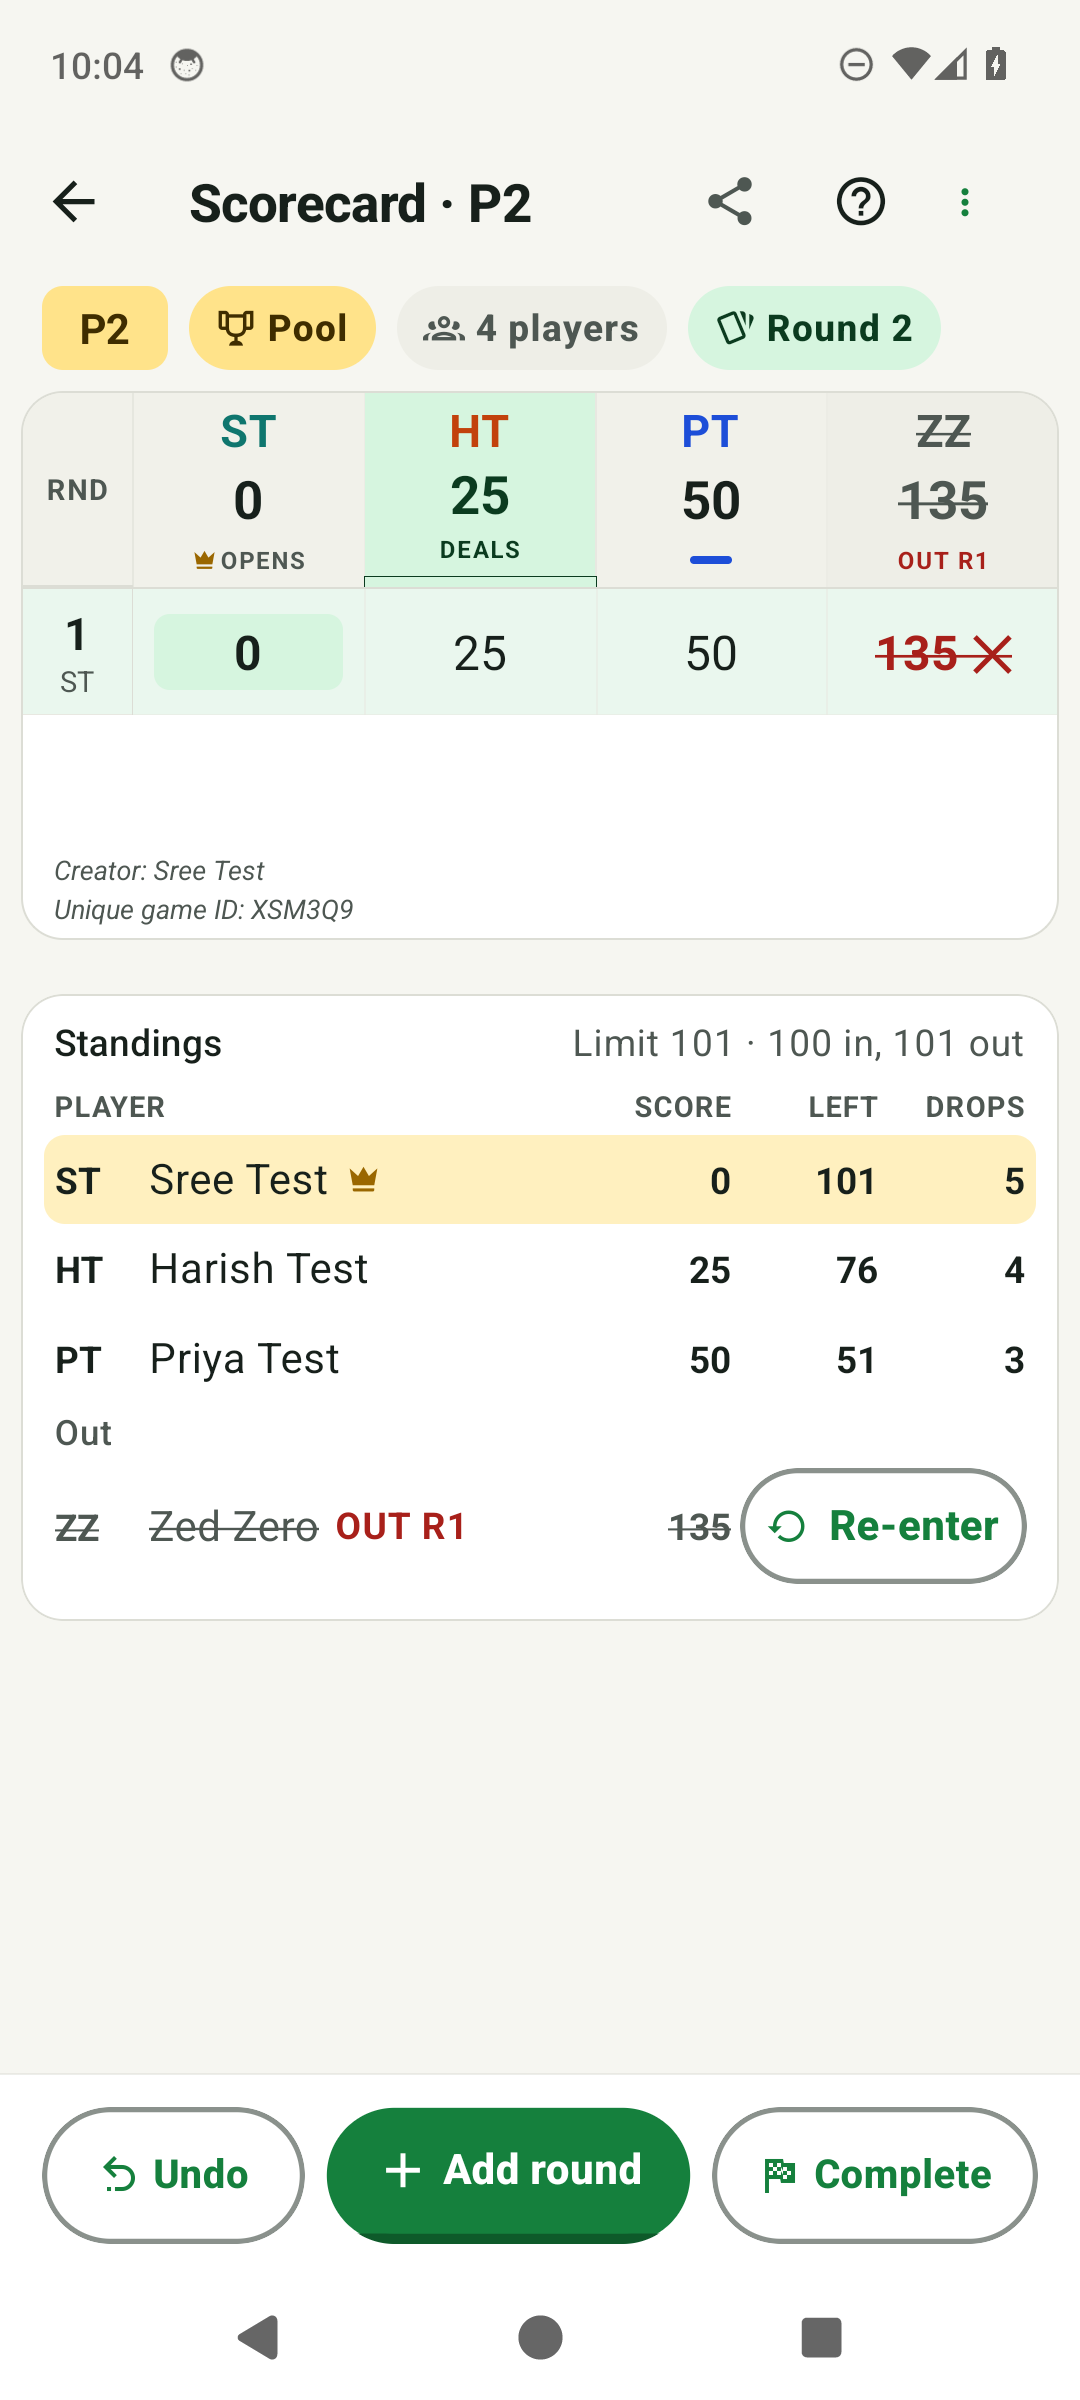 10:04
Scorecard · P2
P2 Pool 4 players Round 2
RND ST HT PT ZZ
0 25 50 135
OPENS DEALS OUT R1
1 0 25 50 135
ST
Creator: Sree Test
Unique game ID: XSM3Q9
Standings Limit 101 · 100 in, 101 out
PLAYER SCORE LEFT DROPS
ST Sree Test 0 101 5
HT Harish Test 25 76 4
PT Priya Test 50 51 3
Out
ZZ Zed Zero OUT R1 135 Re-enter
Undo Add round Complete